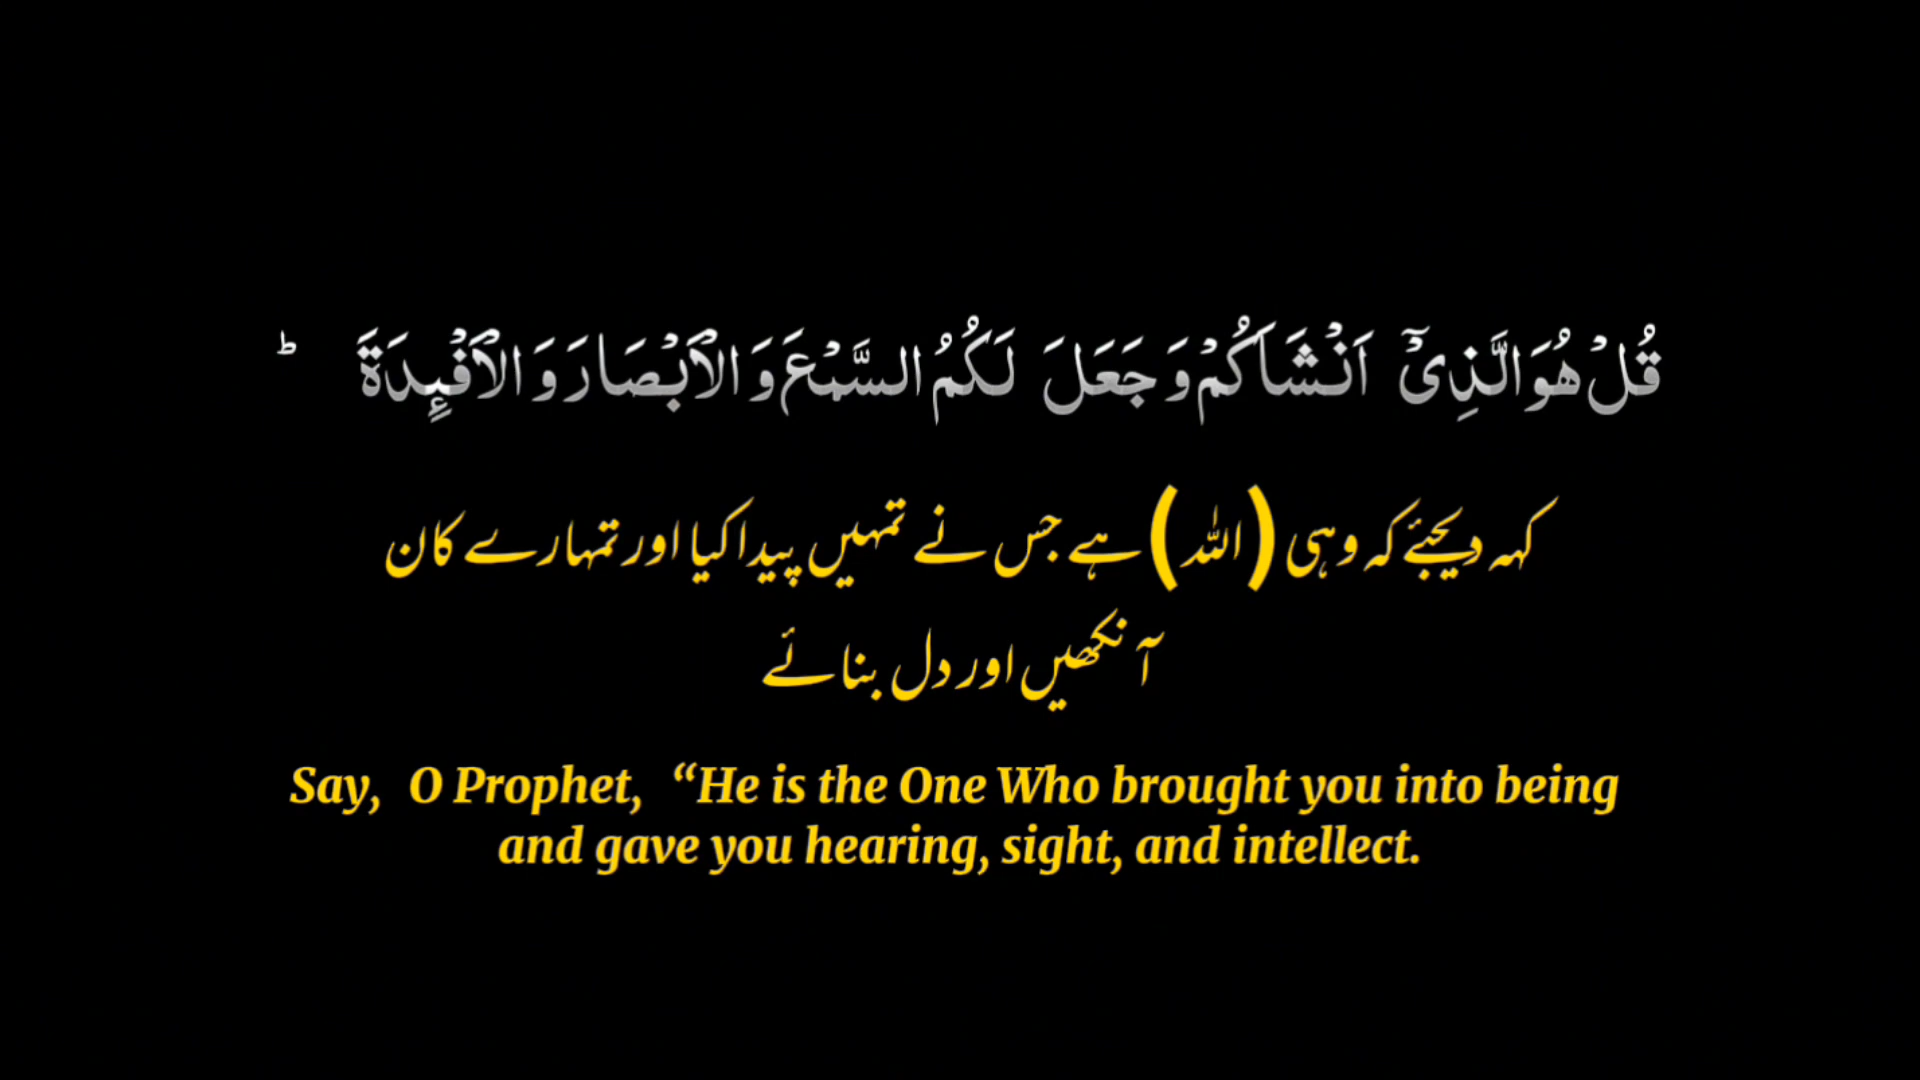 قُلْ هُوَ الَّذِیْۤ اَنْشَاَكُمْ وَ جَعَلَ لَكُمُ السَّمْعَ وَ الْاَبْصَارَ وَ الْاَفْـِٕدَةَ ؕ
کہہ دیجئے کہ وہی (اللہ) ہے جس نے تمہیں پیدا کیا اور تمہارے کان
آنکھیں اور دل بنائے
Say, O Prophet, “He is the One Who brought you into being
and gave you hearing, sight, and intellect.